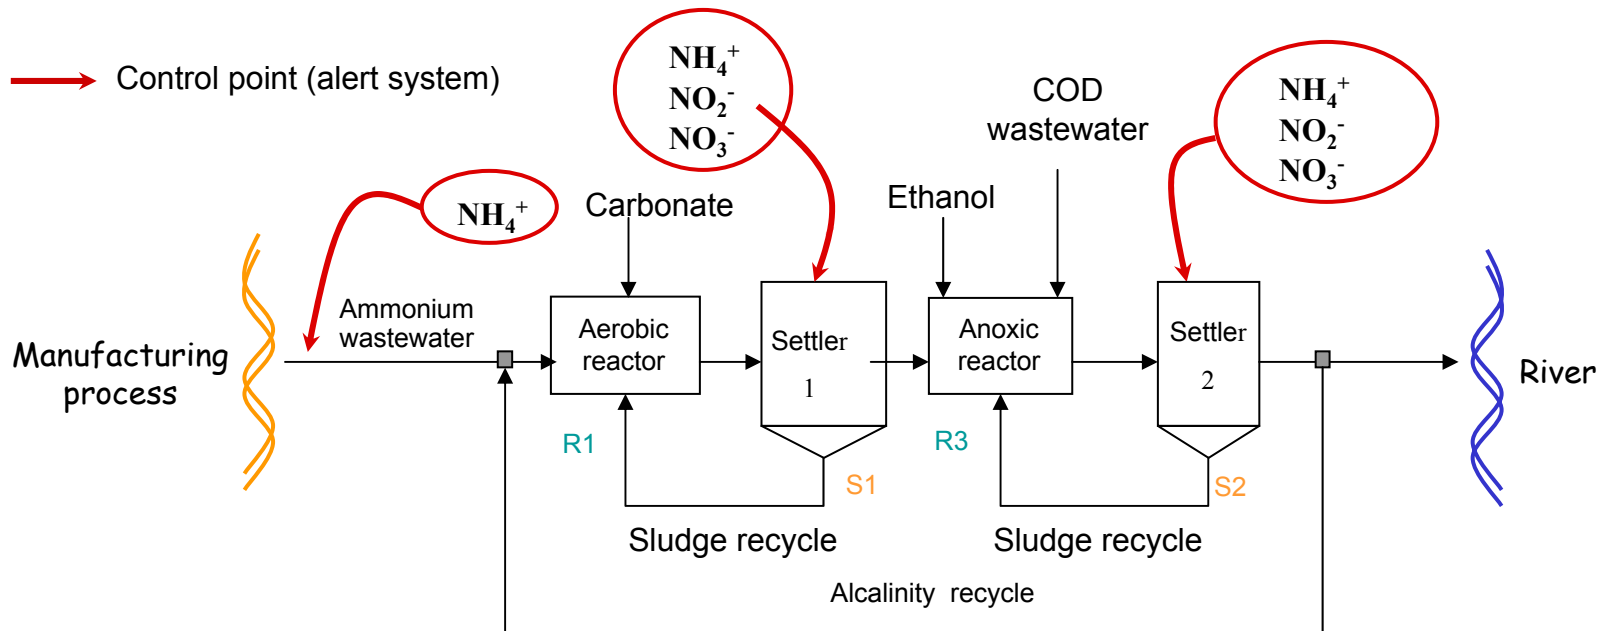 Control point (alert system)
NH₄⁺
NO₂⁻
NO₃⁻
COD
wastewater
NH₄⁺
NO₂⁻
NO₃⁻
NH₄⁺
Carbonate
Ethanol
Ammonium
wastewater
Manufacturing
process
Aerobic
reactor
Settler
1
Anoxic
reactor
Settler
2
River
R1
S1
R3
S2
Sludge recycle
Sludge recycle
Alcalinity recycle